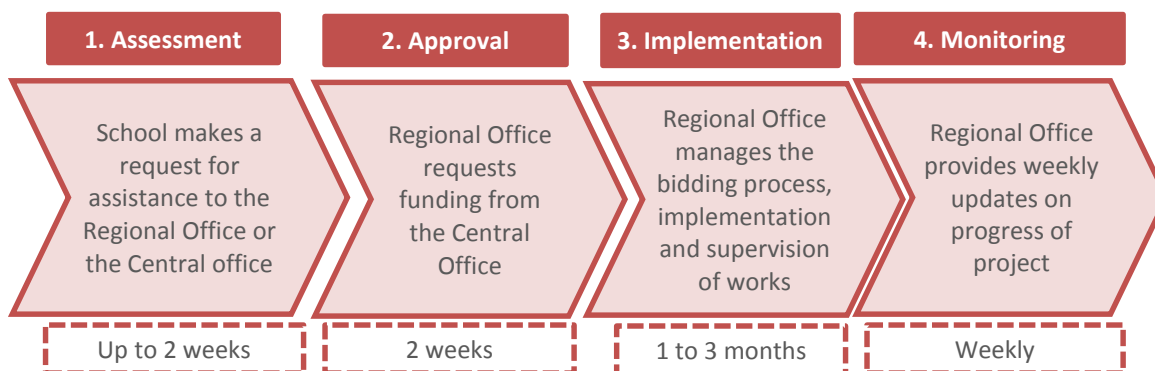 1. Assessment
School makes a
request for
assistance to the
Regional Office or
the Central office
Up to 2 weeks
2. Approval
Regional Office
requests
funding from
the Central
Office
2 weeks
3. Implementation
Regional Office
manages the
bidding process,
implementation
and supervision
of works
1 to 3 months
4. Monitoring
Regional Office
provides weekly
updates on
progress of
project
Weekly